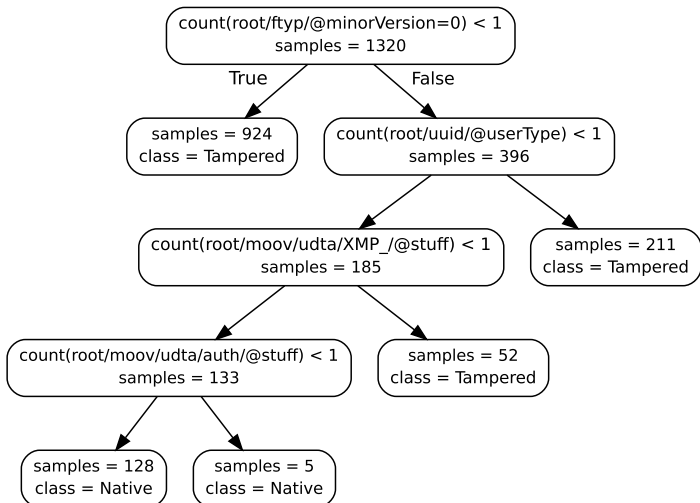 count(root/ftyp/@minorVersion=0) < 1
samples = 1320
True
False
samples = 924
class = Tampered
count(root/uuid/@userType) < 1
samples = 396
count(root/moov/udta/XMP_/@stuff) < 1
samples = 185
samples = 211
class = Tampered
count(root/moov/udta/auth/@stuff) < 1
samples = 133
samples = 52
class = Tampered
samples = 128
class = Native
samples = 5
class = Native